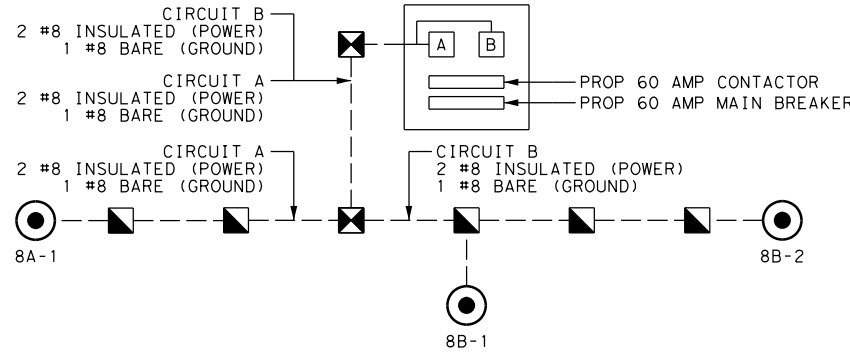 CIRCUIT B
2 #8 INSULATED (POWER)
1 #8 BARE (GROUND)
CIRCUIT A
2 #8 INSULATED (POWER)
1 #8 BARE (GROUND)
A
B
PROP 60 AMP CONTACTOR
PROP 60 AMP MAIN BREAKER
CIRCUIT A
2 #8 INSULATED (POWER)
1 #8 BARE (GROUND)
CIRCUIT B
2 #8 INSULATED (POWER)
1 #8 BARE (GROUND)
8A-1
8B-2
8B-1